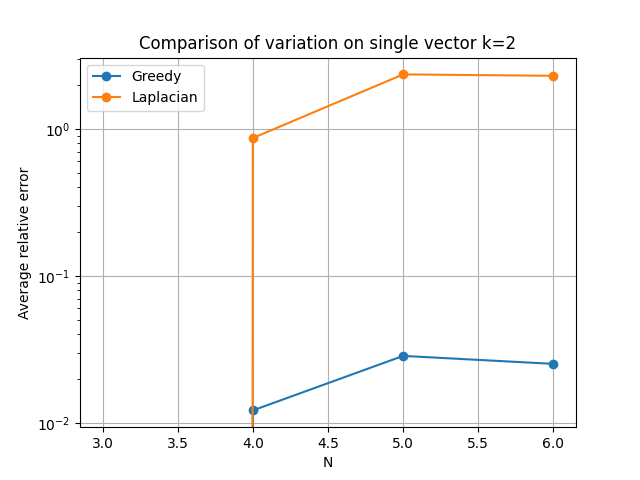 Comparison of variation on single vector k=2
Greedy
Laplacian
Average relative error
10⁰
10⁻¹
10⁻²
3.0 3.5 4.0 4.5 5.0 5.5 6.0
N